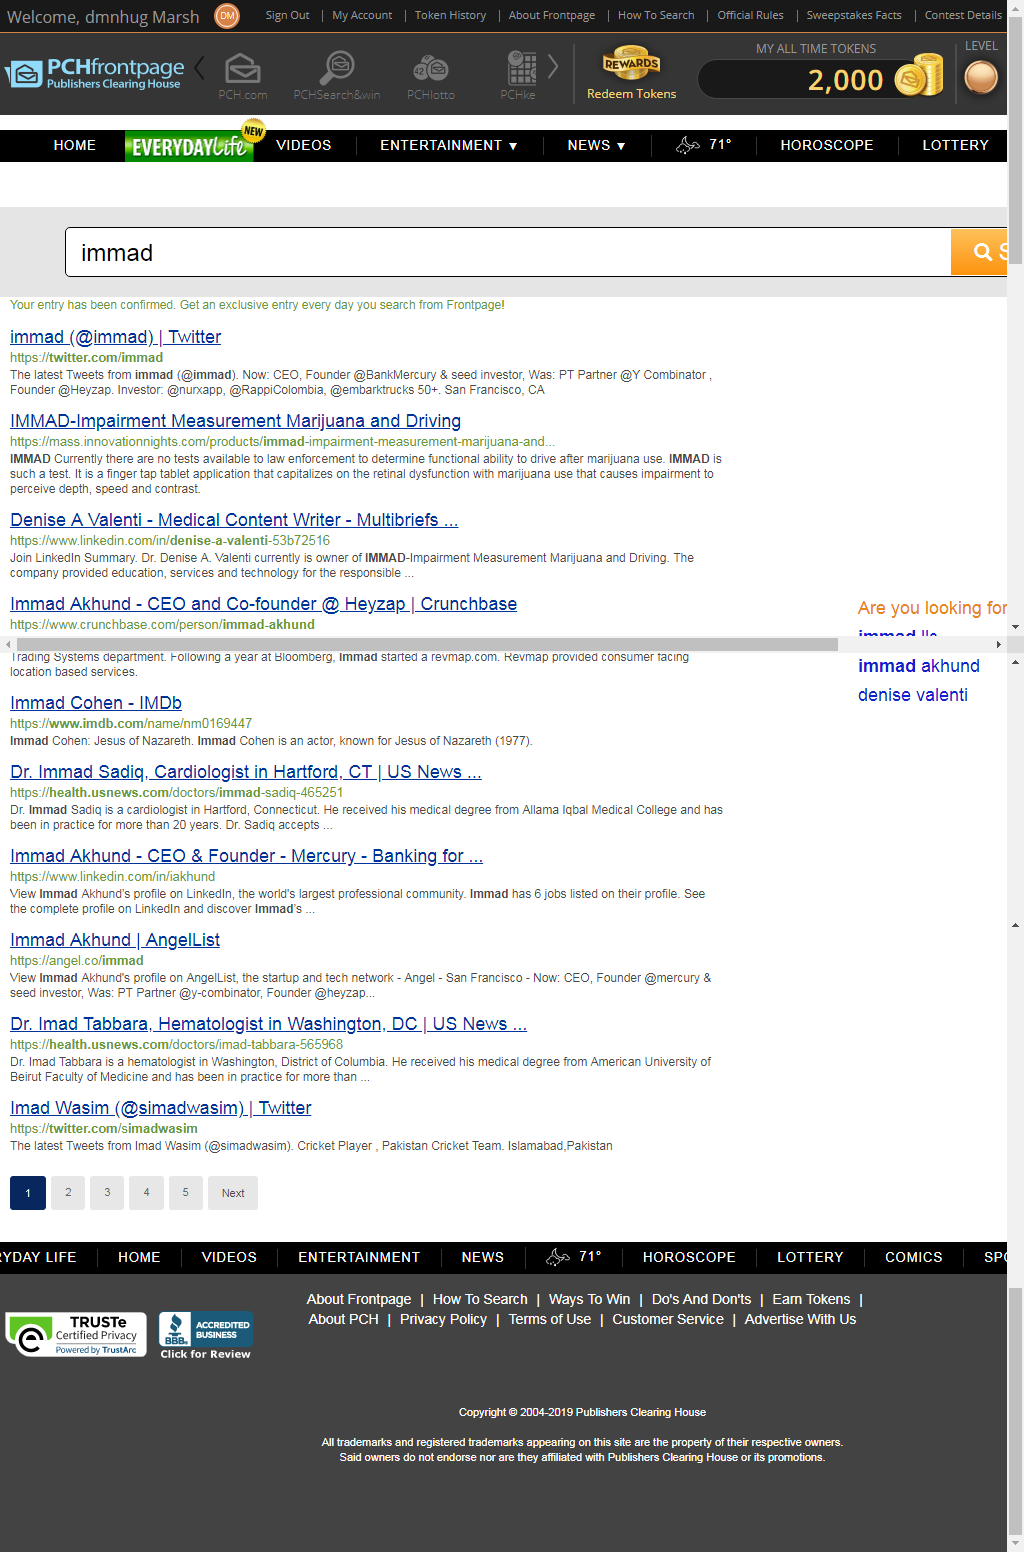 Welcome, dmnhug Marsh DM Sign Out | My Account | Token History | About Frontpage | How To Search | Official Rules | Sweepstakes Facts | Contest Details
PCHfrontpage
Publishers Clearing House
PCH.com PCHSearch&win PCHlotto PCHke
REWARDS
Redeem Tokens
MY ALL TIME TOKENS
2,000
LEVEL
HOME EVERYDAYLife NEW VIDEOS ENTERTAINMENT ▼ NEWS ▼ 71° HOROSCOPE LOTTERY
immad S
Your entry has been confirmed. Get an exclusive entry every day you search from Frontpage!
immad (@immad) | Twitter
https://twitter.com/immad
The latest Tweets from immad (@immad). Now: CEO, Founder @BankMercury & seed investor, Was: PT Partner @Y Combinator ,
Founder @Heyzap. Investor: @nurxapp, @RappiColombia, @embarktrucks 50+. San Francisco, CA
IMMAD-Impairment Measurement Marijuana and Driving
https://mass.innovationnights.com/products/immad-impairment-measurement-marijuana-and...
IMMAD Currently there are no tests available to law enforcement to determine functional ability to drive after marijuana use. IMMAD is
such a test. It is a finger tap tablet application that capitalizes on the retinal dysfunction with marijuana use that causes impairment to
perceive depth, speed and contrast.
Denise A Valenti - Medical Content Writer - Multibriefs ...
https://www.linkedin.com/in/denise-a-valenti-53b72516
Join LinkedIn Summary. Dr. Denise A. Valenti currently is owner of IMMAD-Impairment Measurement Marijuana and Driving. The
company provided education, services and technology for the responsible ...
Immad Akhund - CEO and Co-founder @ Heyzap | Crunchbase
https://www.crunchbase.com/person/immad-akhund
Are you looking for
immad llc
Trading Systems department. Following a year at Bloomberg, Immad started a revmap.com. Revmap provided consumer facing
location based services.
immad akhund
denise valenti
Immad Cohen - IMDb
https://www.imdb.com/name/nm0169447
Immad Cohen: Jesus of Nazareth. Immad Cohen is an actor, known for Jesus of Nazareth (1977).
Dr. Immad Sadiq, Cardiologist in Hartford, CT | US News ...
https://health.usnews.com/doctors/immad-sadiq-465251
Dr. Immad Sadiq is a cardiologist in Hartford, Connecticut. He received his medical degree from Allama Iqbal Medical College and has
been in practice for more than 20 years. Dr. Sadiq accepts ...
Immad Akhund - CEO & Founder - Mercury - Banking for ...
https://www.linkedin.com/in/iakhund
View Immad Akhund's profile on LinkedIn, the world's largest professional community. Immad has 6 jobs listed on their profile. See
the complete profile on LinkedIn and discover Immad's ...
Immad Akhund | AngelList
https://angel.co/immad
View Immad Akhund's profile on AngelList, the startup and tech network - Angel - San Francisco - Now: CEO, Founder @mercury &
seed investor, Was: PT Partner @y-combinator, Founder @heyzap...
Dr. Imad Tabbara, Hematologist in Washington, DC | US News ...
https://health.usnews.com/doctors/imad-tabbara-565968
Dr. Imad Tabbara is a hematologist in Washington, District of Columbia. He received his medical degree from American University of
Beirut Faculty of Medicine and has been in practice for more than ...
Imad Wasim (@simadwasim) | Twitter
https://twitter.com/simadwasim
The latest Tweets from Imad Wasim (@simadwasim). Cricket Player , Pakistan Cricket Team. Islamabad,Pakistan
1 2 3 4 5 Next
RYDAY LIFE HOME VIDEOS ENTERTAINMENT NEWS 71° HOROSCOPE LOTTERY COMICS SPO
About Frontpage | How To Search | Ways To Win | Do's And Don'ts | Earn Tokens |
About PCH | Privacy Policy | Terms of Use | Customer Service | Advertise With Us
TRUSTe
Certified Privacy
Powered by TrustArc
BBB.
ACCREDITED
BUSINESS
Click for Review
Copyright © 2004-2019 Publishers Clearing House
All trademarks and registered trademarks appearing on this site are the property of their respective owners.
Said owners do not endorse nor are they affiliated with Publishers Clearing House or its promotions.